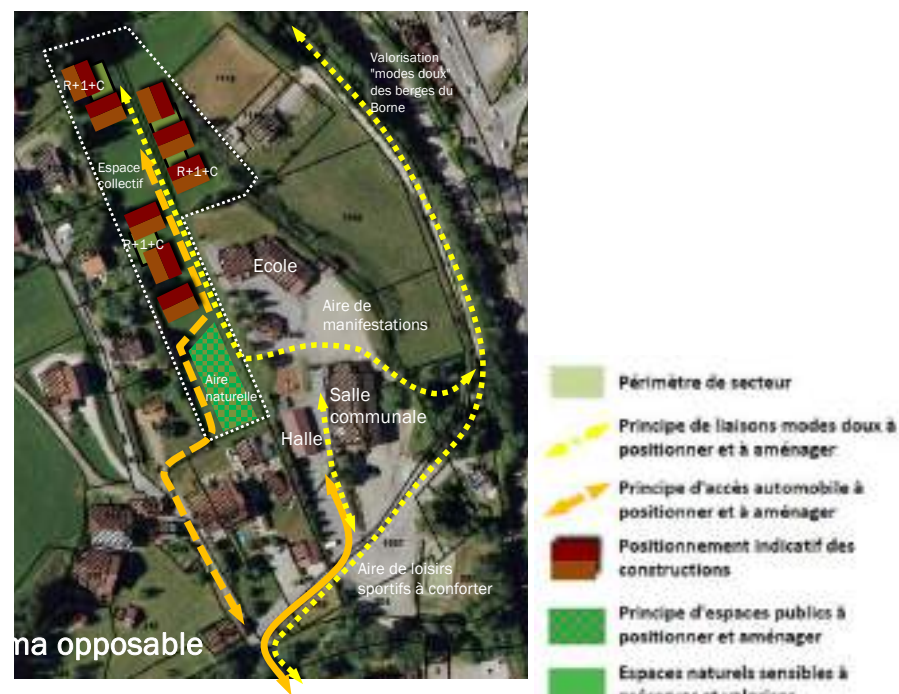 Valorisation
"modes doux"
des berges du
Borne
R+1+C
Espace
collectif
R+1+C
R+1+C
Ecole
Aire de
manifestations
Aire
naturelle
Salle
communale
Halle
Aire de loisirs
sportifs à conforter
ma opposable
Périmètre de secteur
Principe de liaisons modes doux à
positionner et à aménager
Principe d'accès automobile à
positionner et à aménager
Positionnement indicatif des
constructions
Principe d'espaces publics à
positionner et aménager
Espaces naturels sensibles à